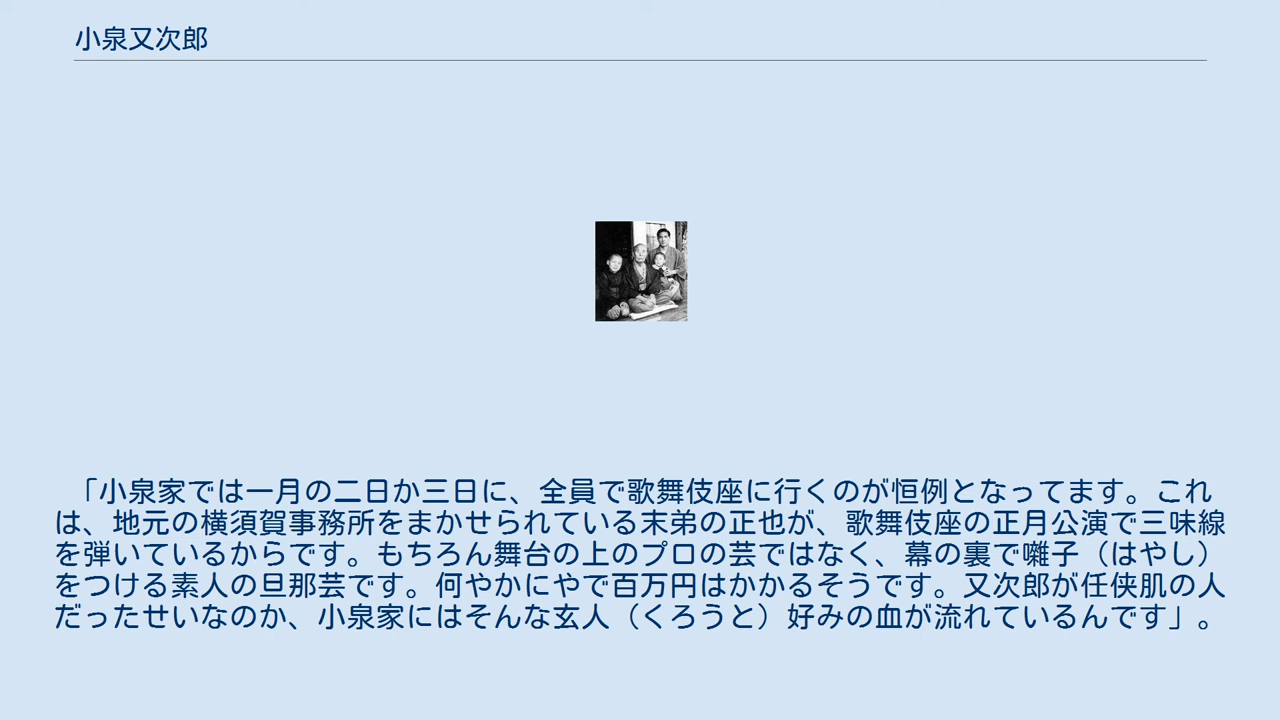 小泉又次郎
「小泉家では一月の二日か三日に、全員で歌舞伎座に行くのが恒例となってます。これ
は、地元の横須賀事務所をまかせられている末弟の正也が、歌舞伎座の正月公演で三味線
を弾いているからです。もちろん舞台の上のプロの芸ではなく、幕の裏で囃子（はやし）
をつける素人の旦那芸です。何やかにやで百万円はかかるそうです。又次郎が任侠肌の人
だったせいなのか、小泉家にはそんな玄人（くろうと）好みの血が流れているんです」。